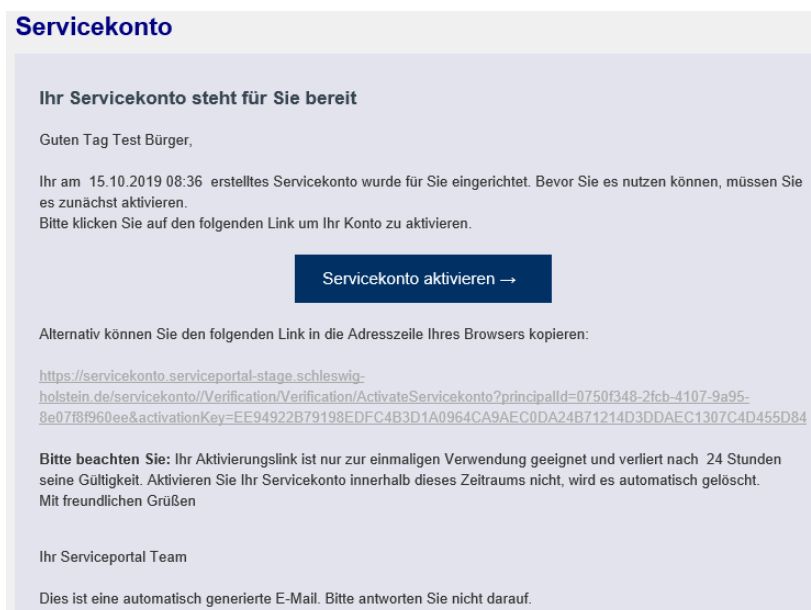 Servicekonto
Ihr Servicekonto steht für Sie bereit
Guten Tag Test Bürger,
Ihr am 15.10.2019 08:36 erstelltes Servicekonto wurde für Sie eingerichtet. Bevor Sie es nutzen können, müssen Sie
es zunächst aktivieren.
Bitte klicken Sie auf den folgenden Link um Ihr Konto zu aktivieren.
Servicekonto aktivieren →
Alternativ können Sie den folgenden Link in die Adresszeile Ihres Browsers kopieren:
https://servicekonto.serviceportal-stage.schleswig-
holstein.de/servicekonto//Verification/Verification/ActivateServicekonto?principalId=0750f348-2fcb-4107-9a95-
8e07f8f960ee&activationKey=EE94922B79198EDFC4B3D1A0964CA9AEC0DA24B71214D3DDAEC1307C4D455D84
Bitte beachten Sie: Ihr Aktivierungslink ist nur zur einmaligen Verwendung geeignet und verliert nach 24 Stunden
seine Gültigkeit. Aktivieren Sie Ihr Servicekonto innerhalb dieses Zeitraums nicht, wird es automatisch gelöscht.
Mit freundlichen Grüßen
Ihr Serviceportal Team
Dies ist eine automatisch generierte E-Mail. Bitte antworten Sie nicht darauf.